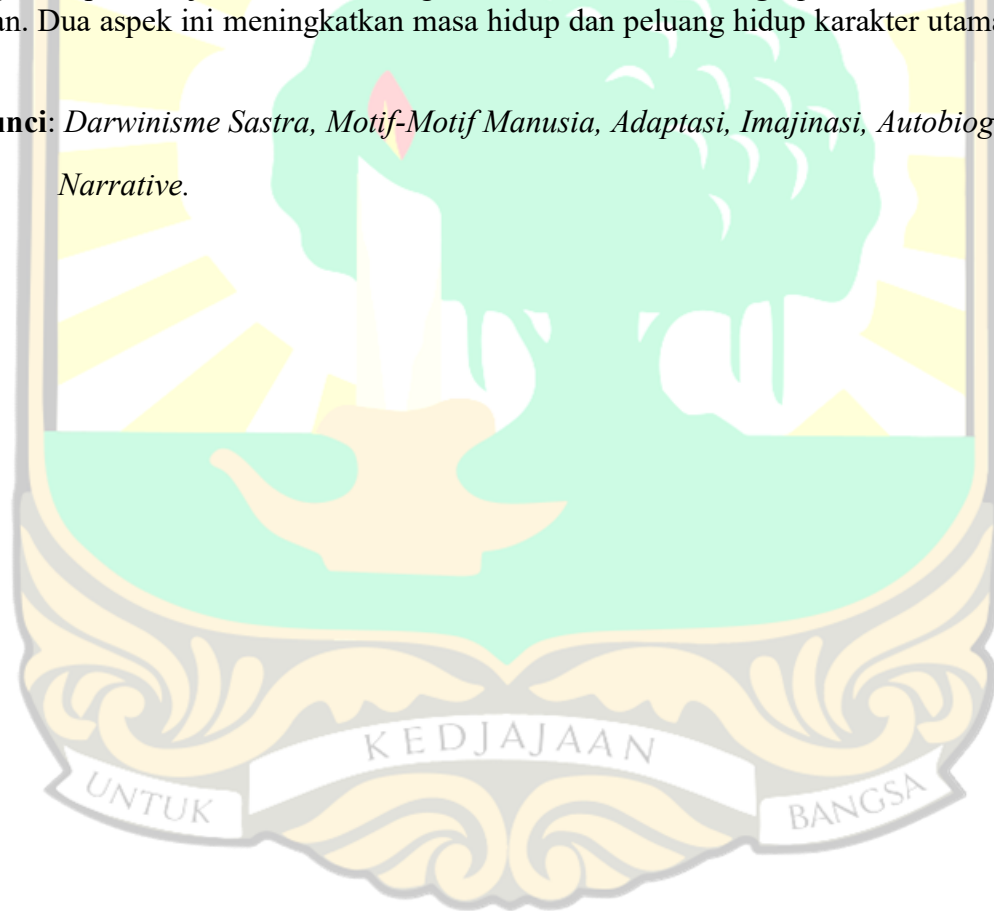 an. Dua aspek ini meningkatkan masa hidup dan peluang hidup karakter utama
unci: Darwinisme Sastra, Motif-Motif Manusia, Adaptasi, Imajinasi, Autobiog
Narrative.
KEDJAJAAN
UNTUK
BANGSA